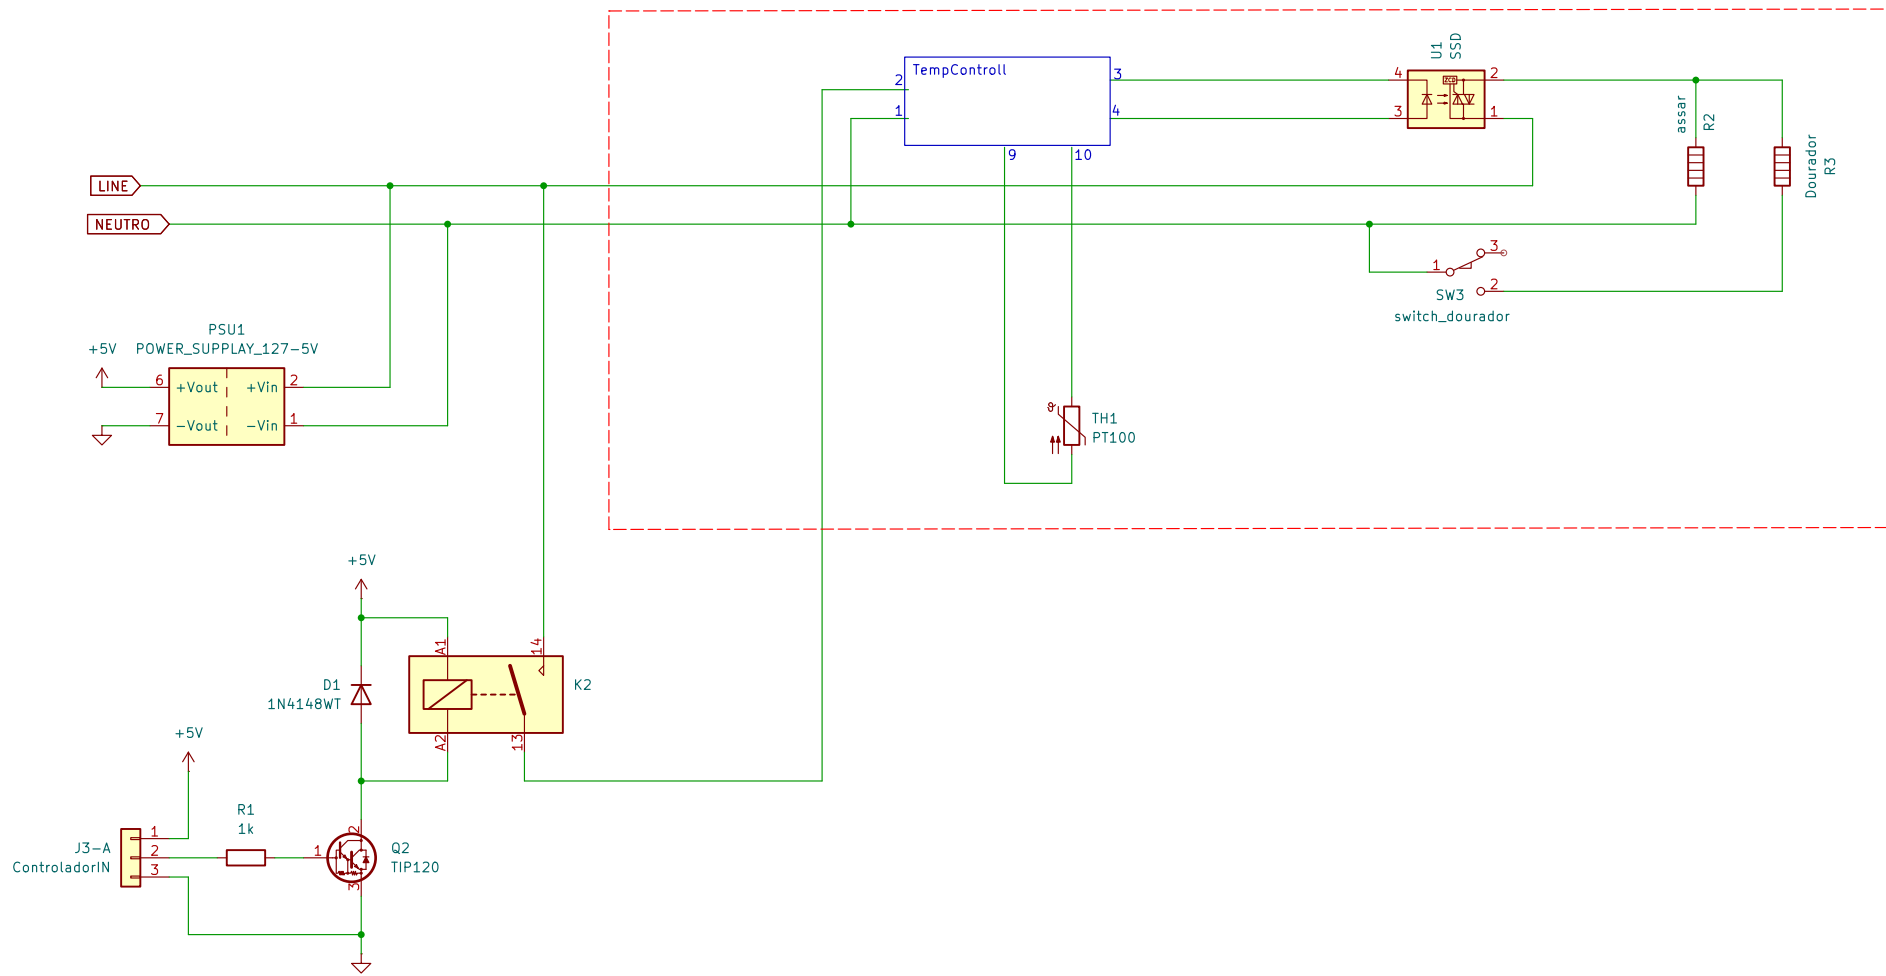 U1
SSD
TempControll
2
1
3
4
9
10
4
3
2
1
ZCD
assar
R2
Dourador
R3
LINE
NEUTRO
1
3
2
SW3
switch_dourador
PSU1
POWER_SUPPLAY_127-5V
+5V
6
+Vout
+Vin
2
7
-Vout
-Vin
1
ϑ
TH1
PT100
+5V
A1
14
D1
1N4148WT
K2
A2
13
+5V
R1
1k
J3-A
ControladorIN
1
2
3
1
2
3
Q2
TIP120